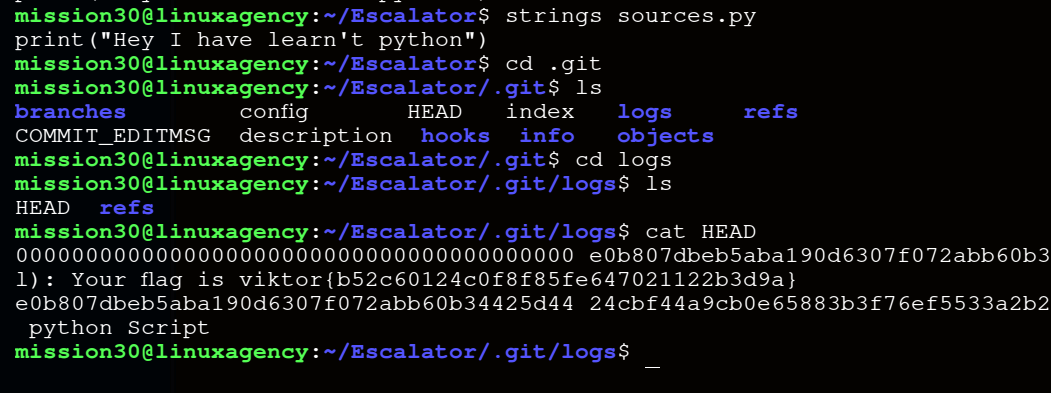 mission30@linuxagency:~/Escalator$ strings sources.py
print("Hey I have learn't python")
mission30@linuxagency:~/Escalator$ cd .git
mission30@linuxagency:~/Escalator/.git$ ls
branches config HEAD index logs refs
COMMIT_EDITMSG description hooks info objects
mission30@linuxagency:~/Escalator/.git$ cd logs
mission30@linuxagency:~/Escalator/.git/logs$ ls
HEAD refs
mission30@linuxagency:~/Escalator/.git/logs$ cat HEAD
0000000000000000000000000000000000000000 e0b807dbeb5aba190d6307f072abb60b3
l): Your flag is viktor{b52c60124c0f8f85fe647021122b3d9a}
e0b807dbeb5aba190d6307f072abb60b34425d44 24cbf44a9cb0e65883b3f76ef5533a2b2
python Script
mission30@linuxagency:~/Escalator/.git/logs$ _